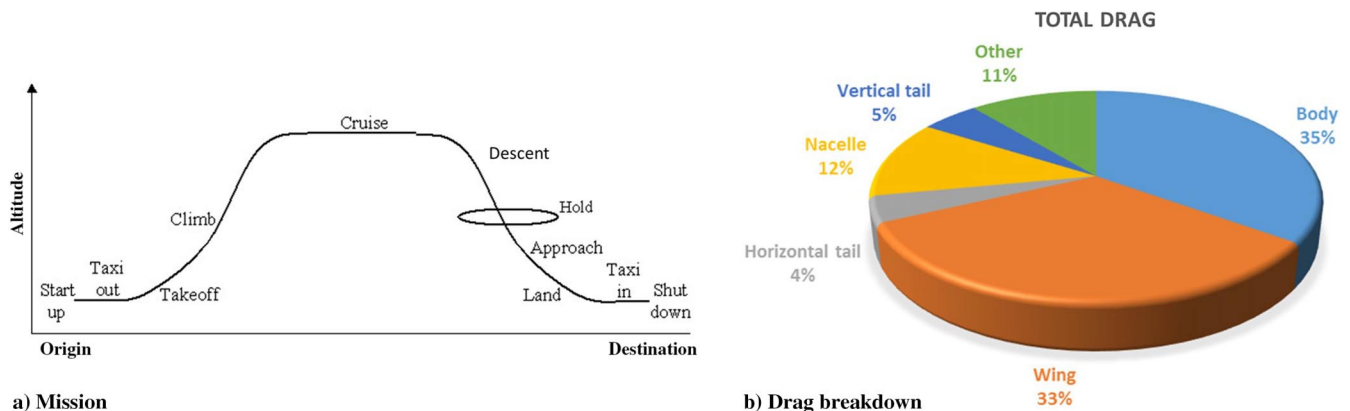 Altitude
Start
up
Taxi
out
Takeoff
Climb
Cruise
Descent
Hold
Approach
Land
Taxi
in
Shut
down
Origin
Destination
a) Mission
TOTAL DRAG
Other
11%
Vertical tail
5%
Body
35%
Nacelle
12%
Horizontal tail
4%
Wing
33%
b) Drag breakdown